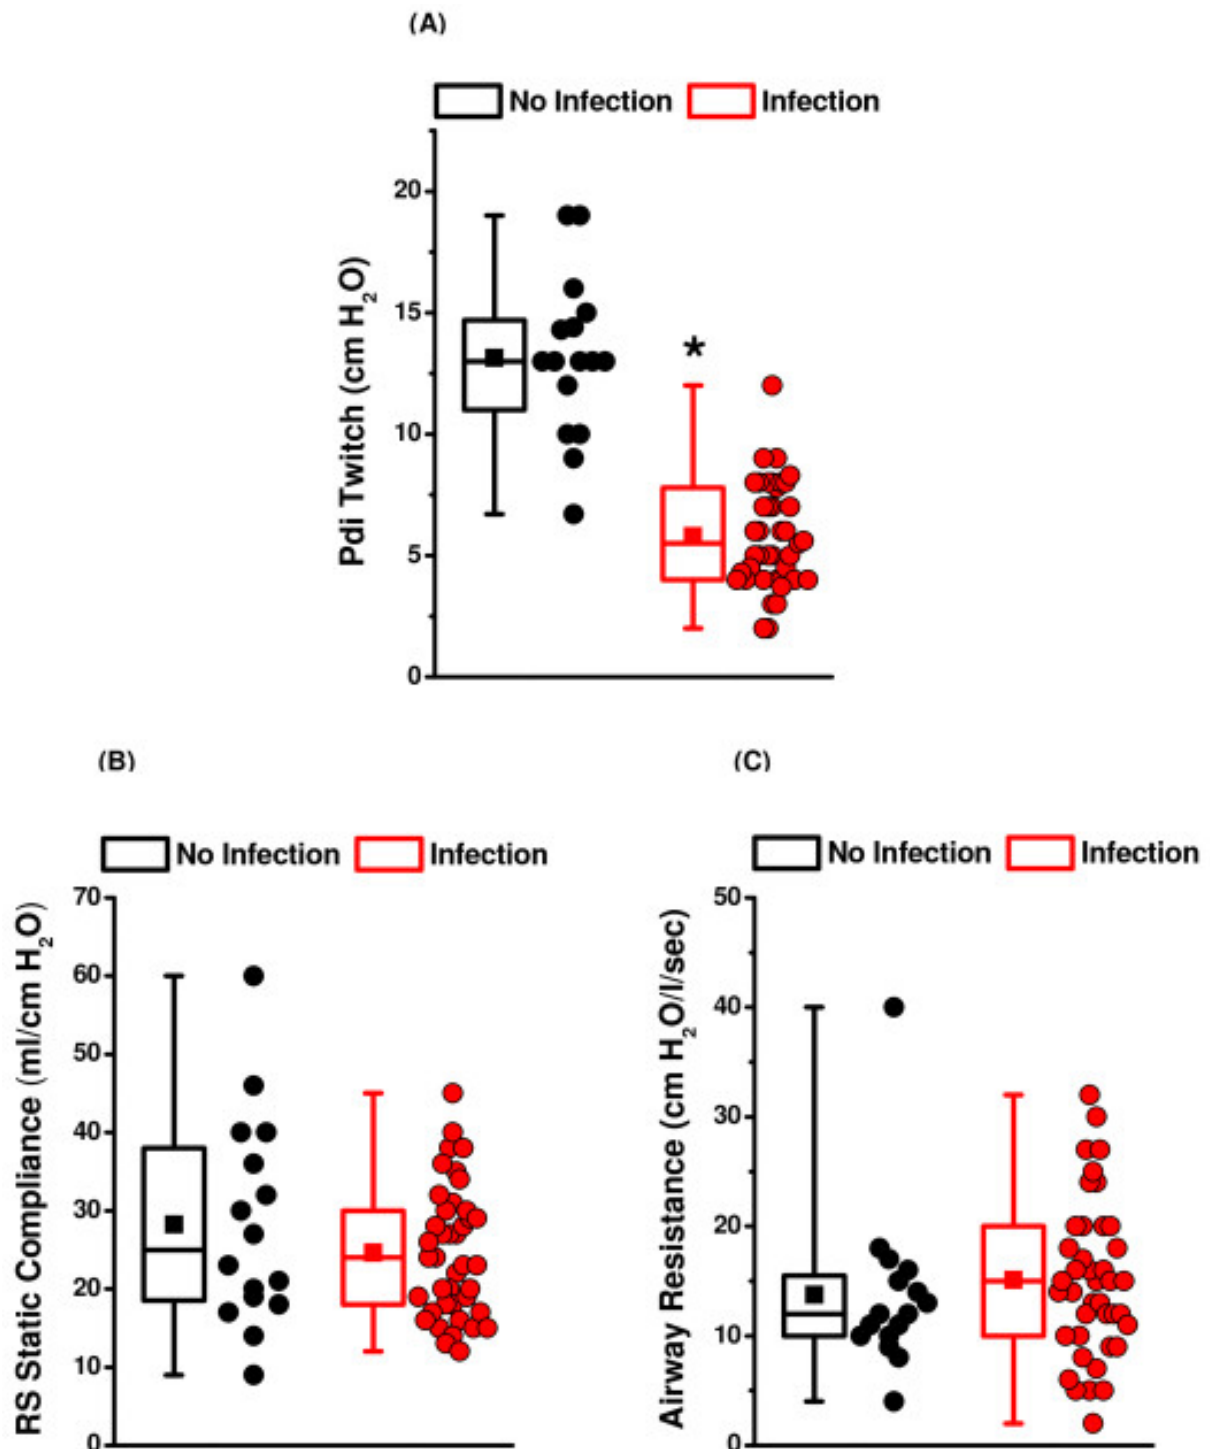 (A)
No Infection Infection
Pdi Twitch (cm H₂O)
20
15
10
5
0
*
(B)
No Infection Infection
RS Static Compliance (ml/cm H₂O)
70
60
50
40
30
20
10
0
(C)
No Infection Infection
Airway Resistance (cm H₂O/l/sec)
50
40
30
20
10
0